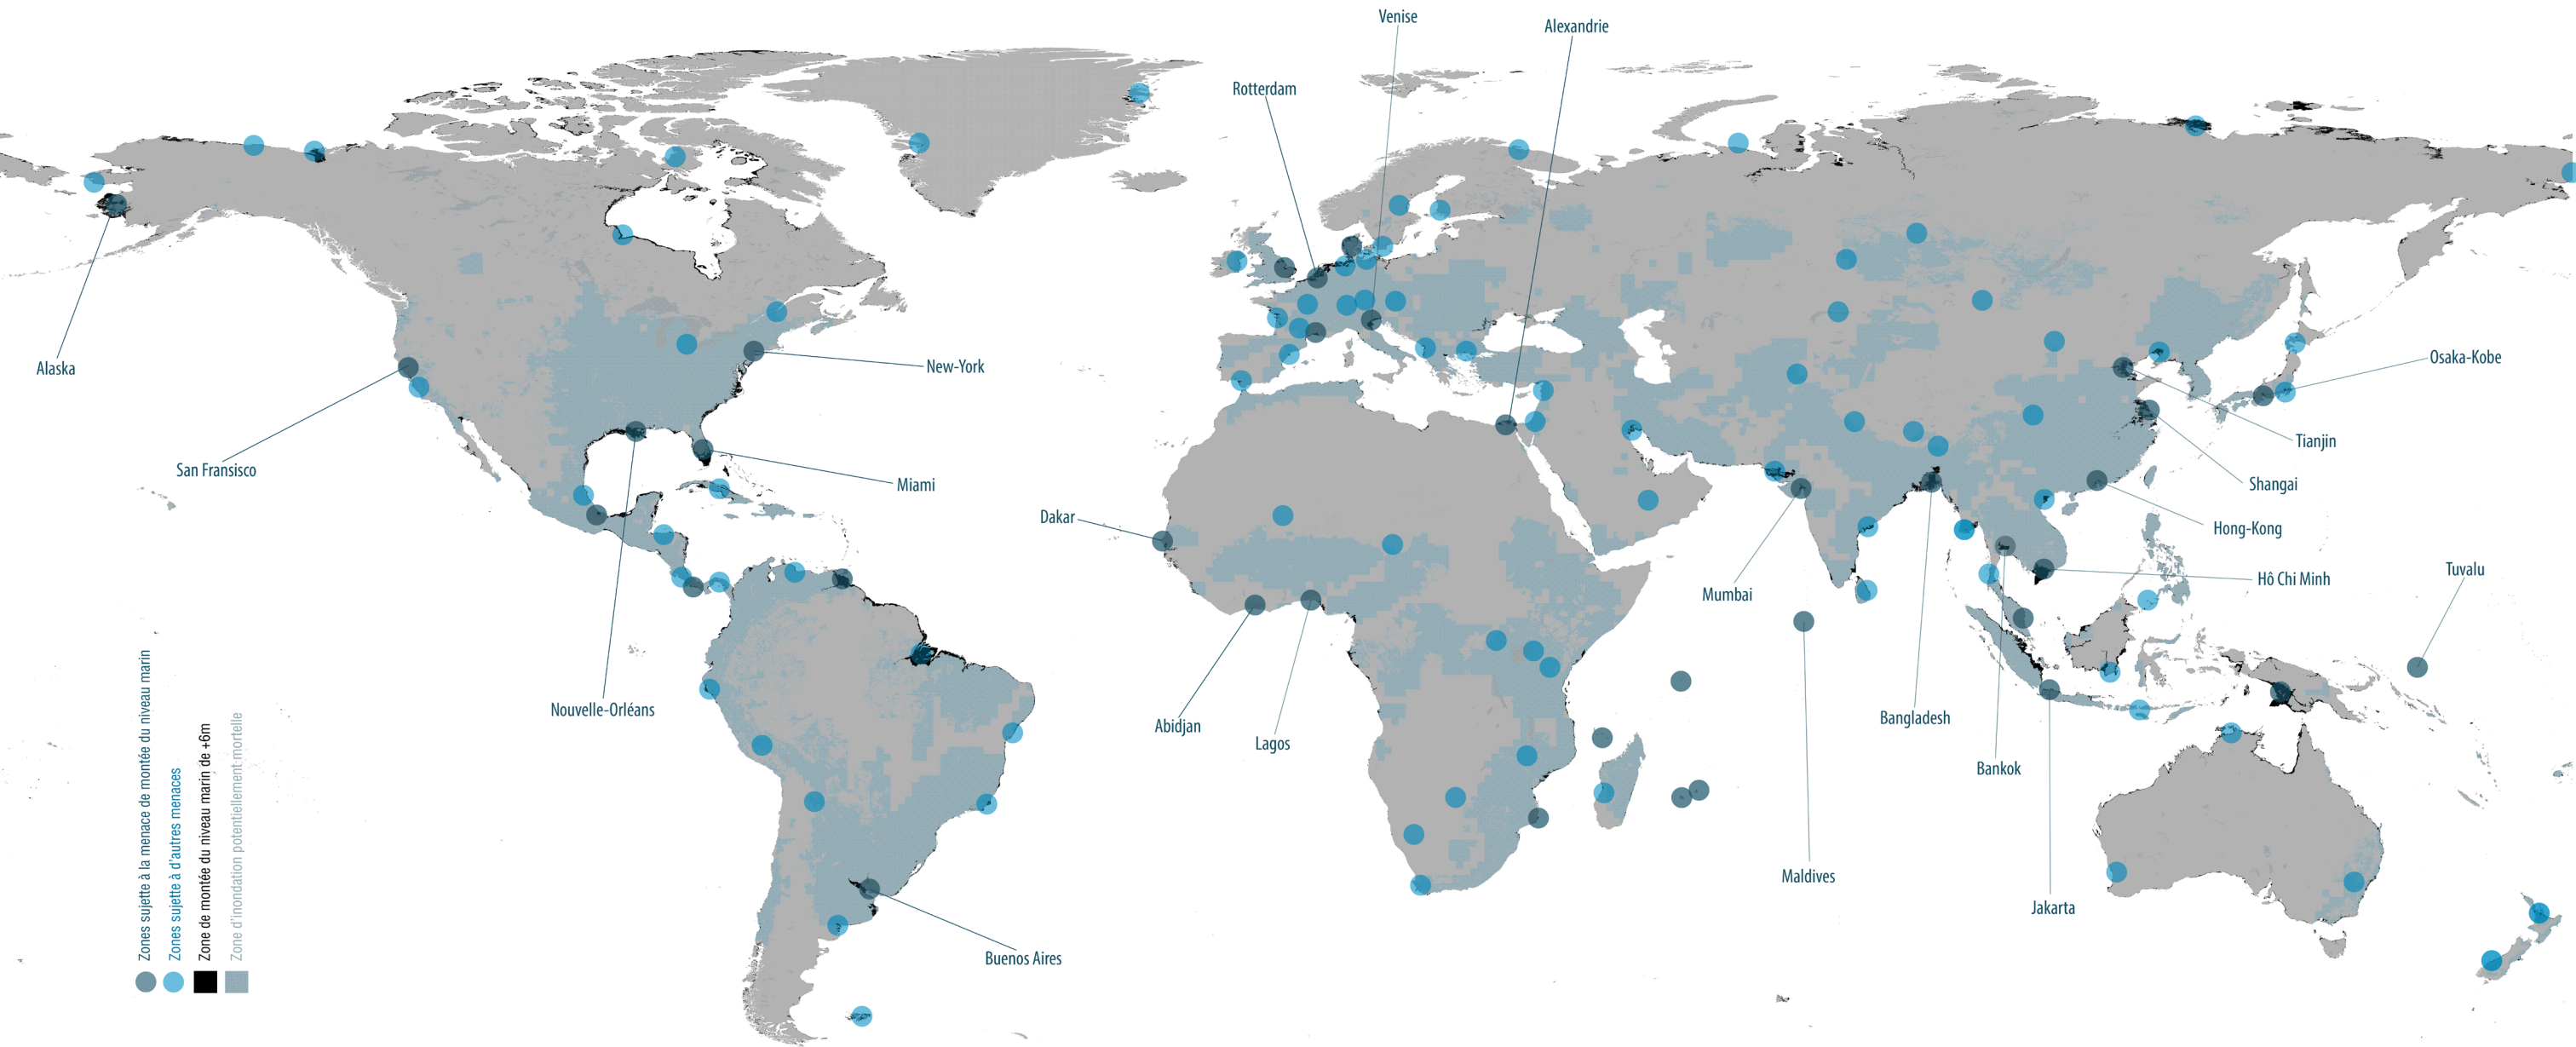 Venise
Alexandrie
Rotterdam
Alaska
New-York
Osaka-Kobe
Tianjin
San Fransisco
Miami
Shangai
Dakar
Hong-Kong
Hô Chi Minh
Tuvalu
Mumbai
Nouvelle-Orléans
Bangladesh
Abidjan
Lagos
Bankok
Maldives
Jakarta
Buenos Aires
Zones sujette à la menace de montée du niveau marin
Zones sujette à d'autres menaces
Zone de montée du niveau marin de +6m
Zone d'inondation potentiellement mortelle